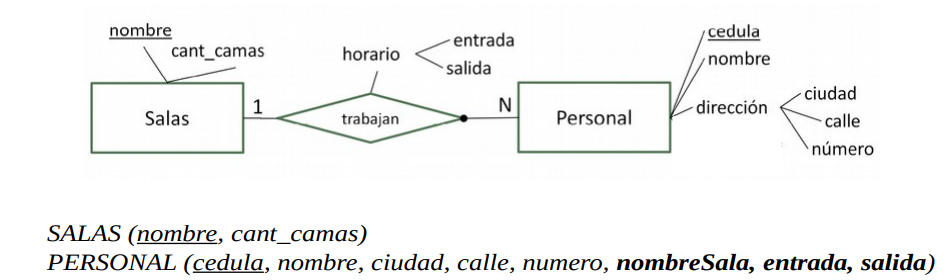 nombre
cant_camas
Salas
1
horario
entrada
salida
trabajan
N
Personal
cedula
nombre
dirección
ciudad
calle
número
SALAS (nombre, cant_camas)
PERSONAL (cedula, nombre, ciudad, calle, numero, nombreSala, entrada, salida)